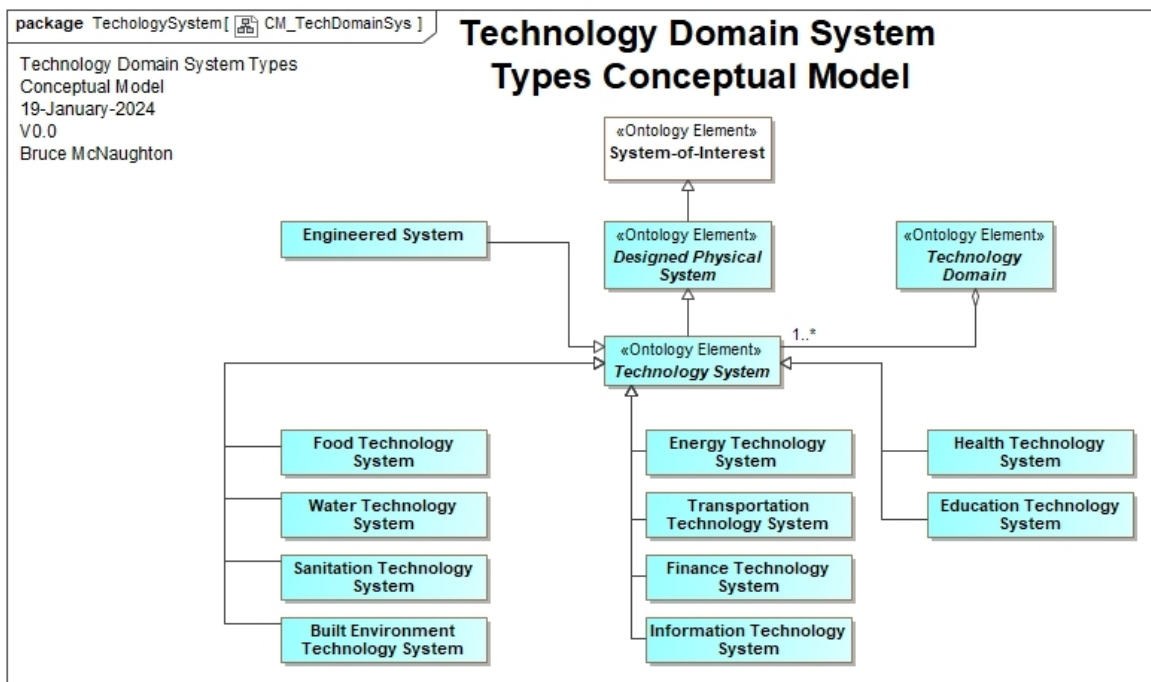 package TechologySystem[ CM_TechDomainSys ]
Technology Domain System
Types Conceptual Model
Technology Domain System Types
Conceptual Model
19-January-2024
V0.0
Bruce McNaughton
«Ontology Element»
System-of-Interest
Engineered System
«Ontology Element»
Designed Physical
System
«Ontology Element»
Technology
Domain
1..*
«Ontology Element»
Technology System
Food Technology
System
Energy Technology
System
Health Technology
System
Water Technology
System
Transportation
Technology System
Education Technology
System
Sanitation Technology
System
Finance Technology
System
Built Environment
Technology System
Information Technology
System